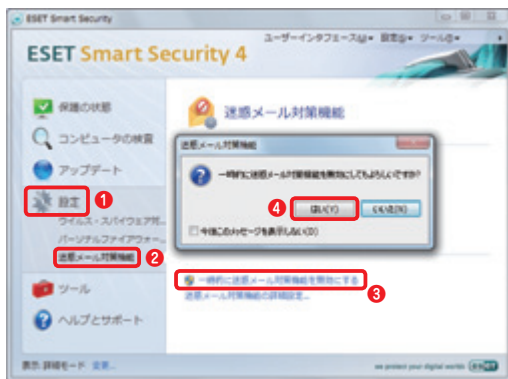 ESET Smart Security
ユーザーインタフェース(U)▾ 設定(S)▾ ツール(O)▾
ESET Smart Security 4
保護の状態
コンピュータの検査
アップデート
設定
1
ウイルス・スパイウェア対...
パーソナルファイアウォー...
迷惑メール対策機能
2
ツール
ヘルプとサポート
表示: 詳細モード 変更...
迷惑メール対策機能
迷惑メール対策機能
一時的に迷惑メール対策機能を無効にしてもよろしいですか?
4
はい(Y)
いいえ(N)
今後このメッセージを表示しない(D)
一時的に迷惑メール対策機能を無効にする
3
迷惑メール対策機能の詳細設定...
we protect your digital worlds
eset